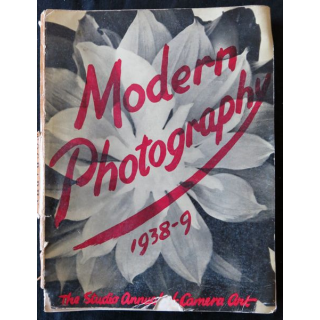 Modern
Photography
1938-9
The Studio Annual of Camera Art